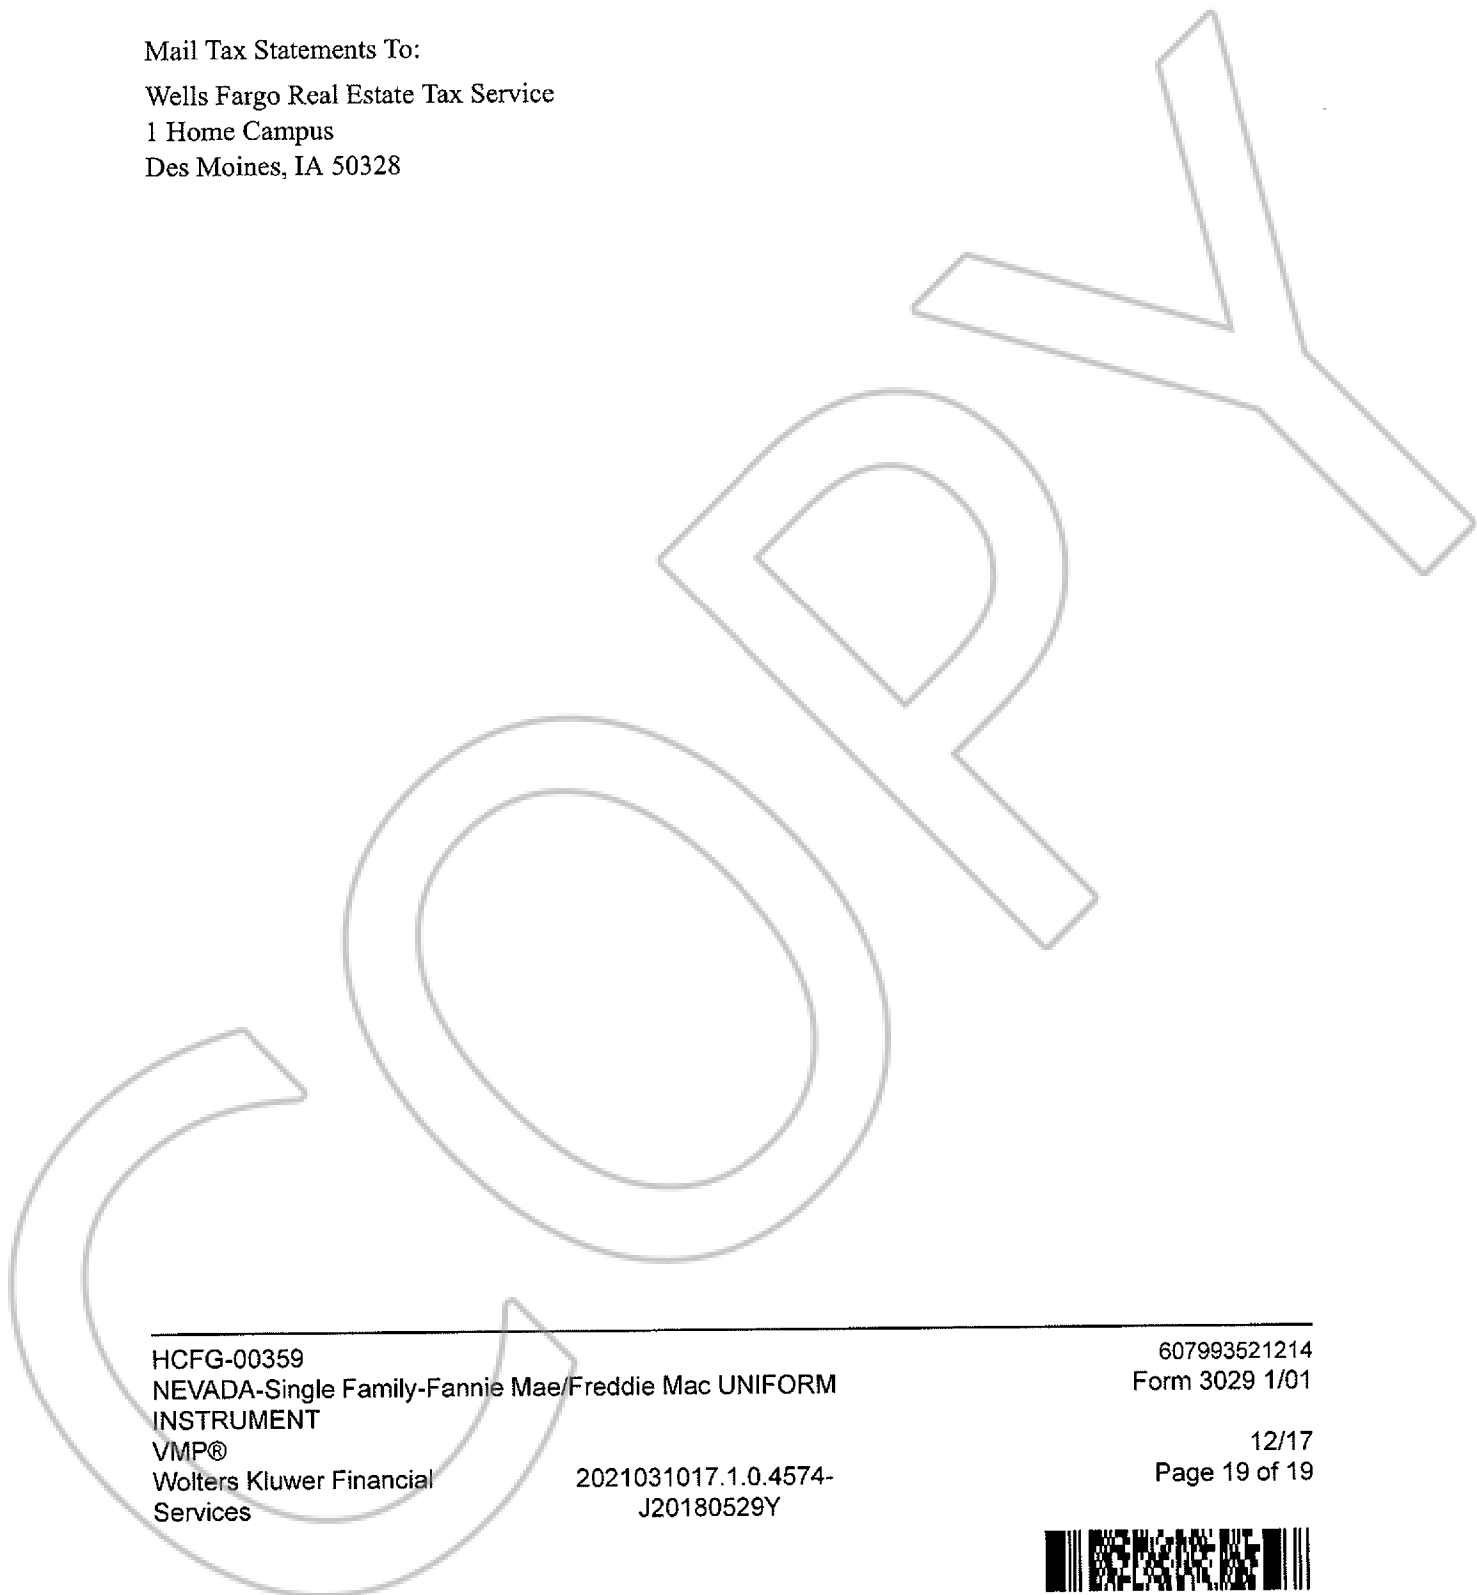 Mail Tax Statements To:
Wells Fargo Real Estate Tax Service
1 Home Campus
Des Moines, IA 50328
COPY
HCFG-00359
607993521214
NEVADA-Single Family-Fannie Mae/Freddie Mac UNIFORM
Form 3029 1/01
INSTRUMENT
VMP®
12/17
Wolters Kluwer Financial
2021031017.1.0.4574-
Page 19 of 19
Services
J20180529Y